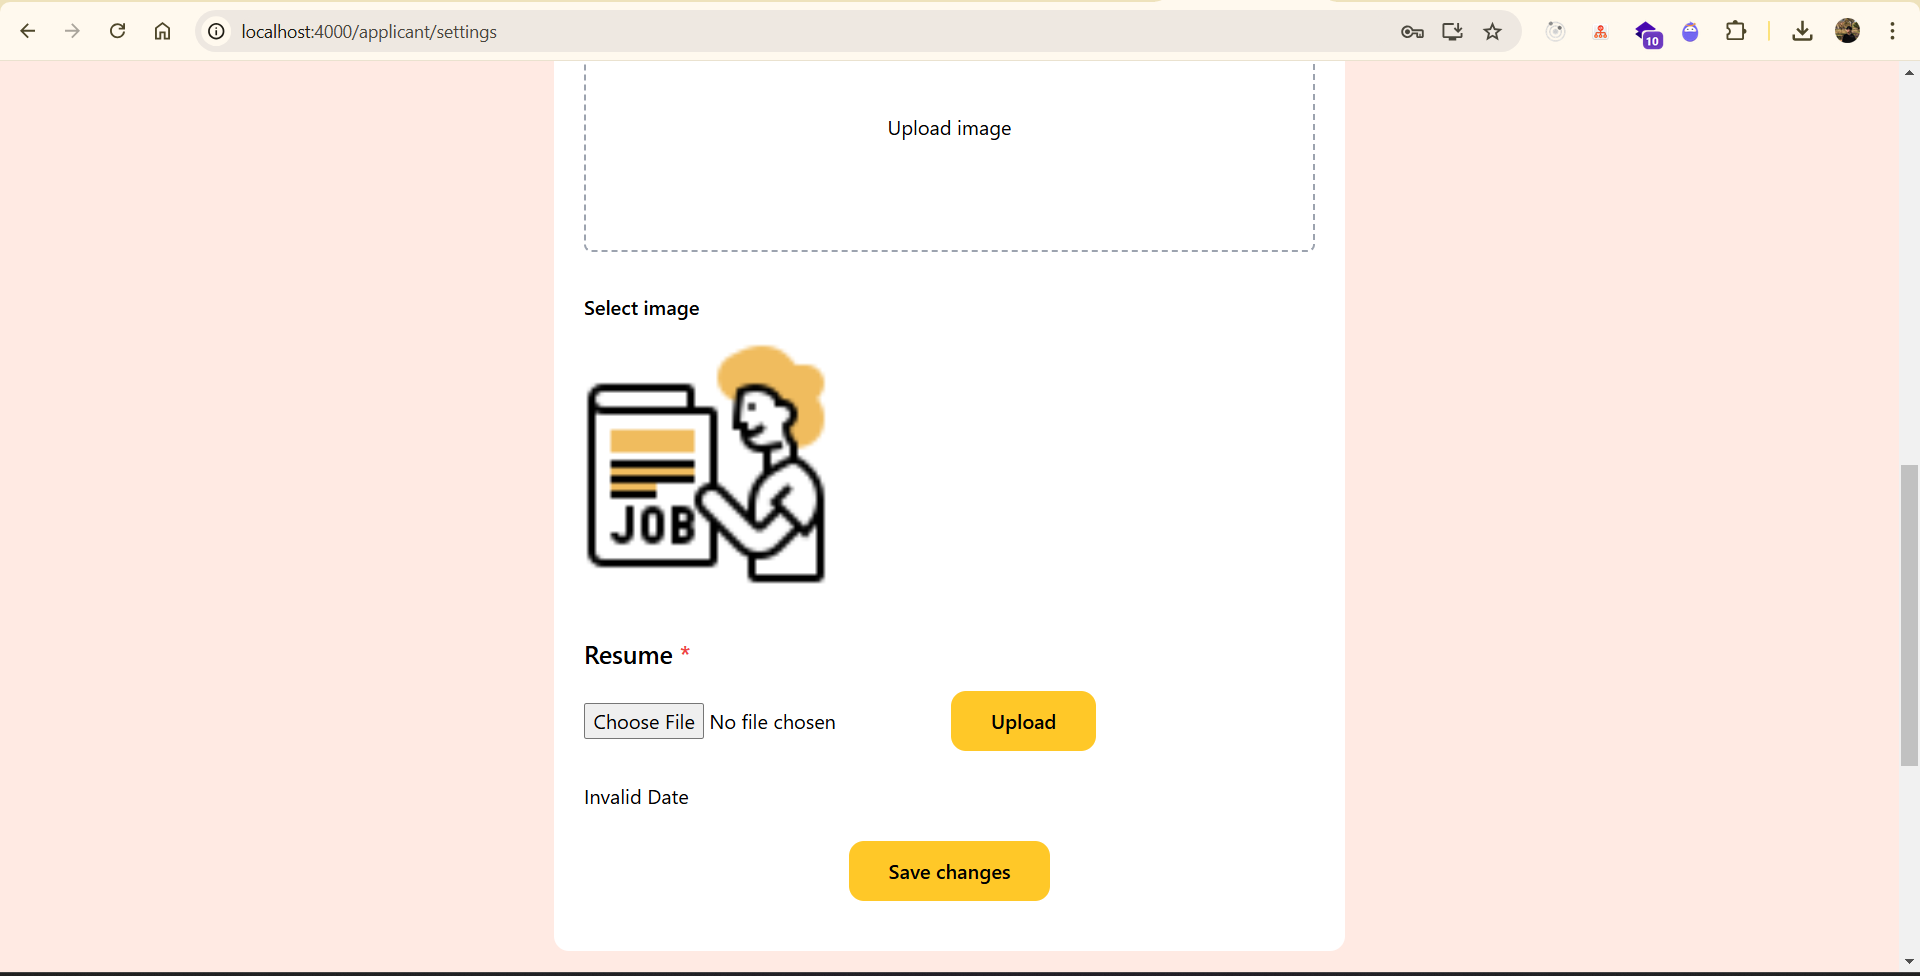 localhost:4000/applicant/settings
10
Upload image
Select image
JOB
Resume *
Choose File No file chosen
Upload
Invalid Date
Save changes